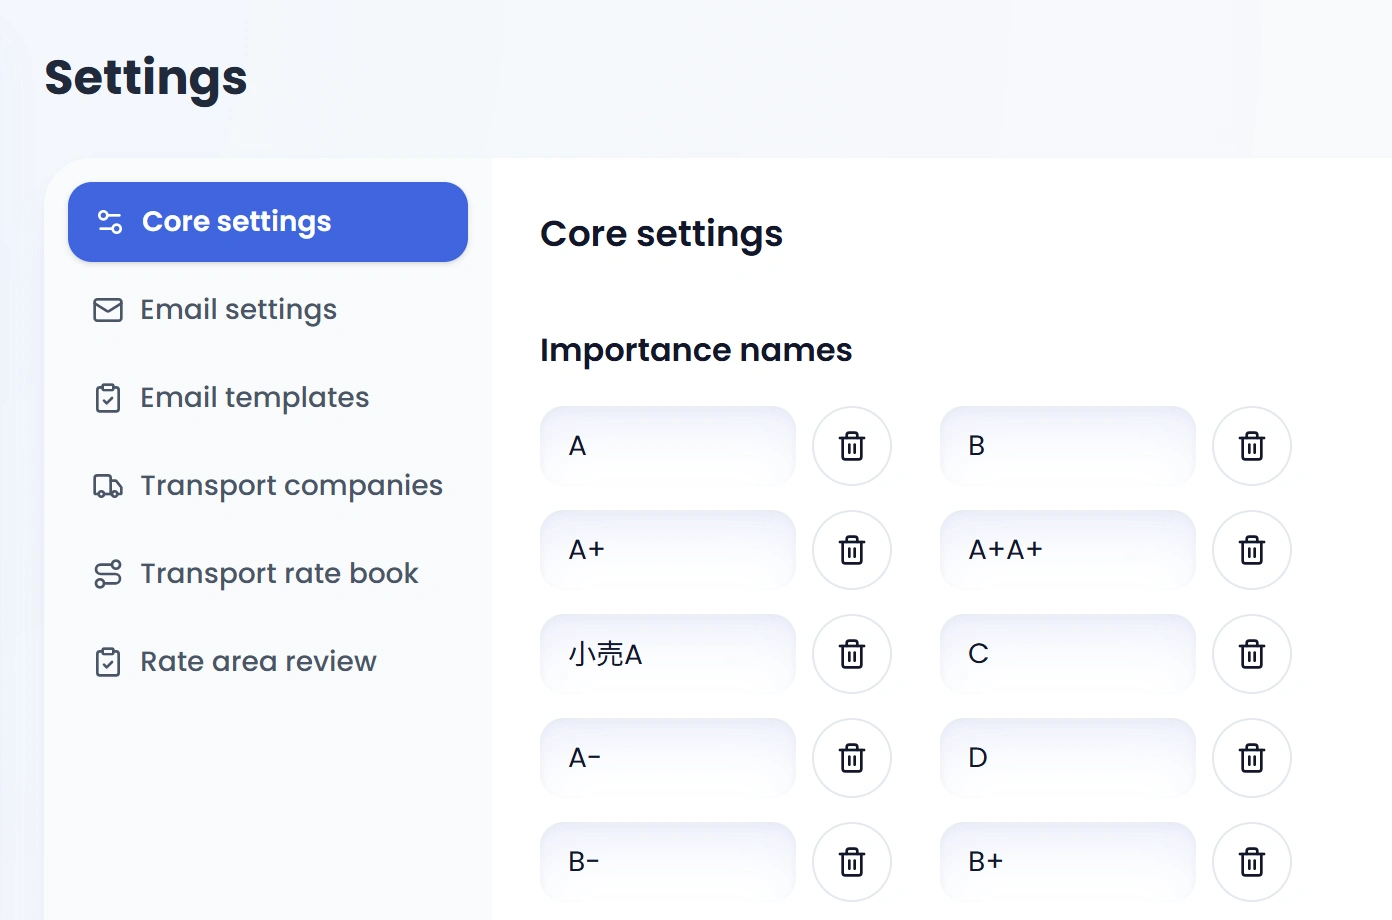 Settings
Core settings
Email settings
Email templates
Transport companies
Transport rate book
Rate area review
Core settings
Importance names
A
B
A+
A+A+
小売A
C
A-
D
B-
B+